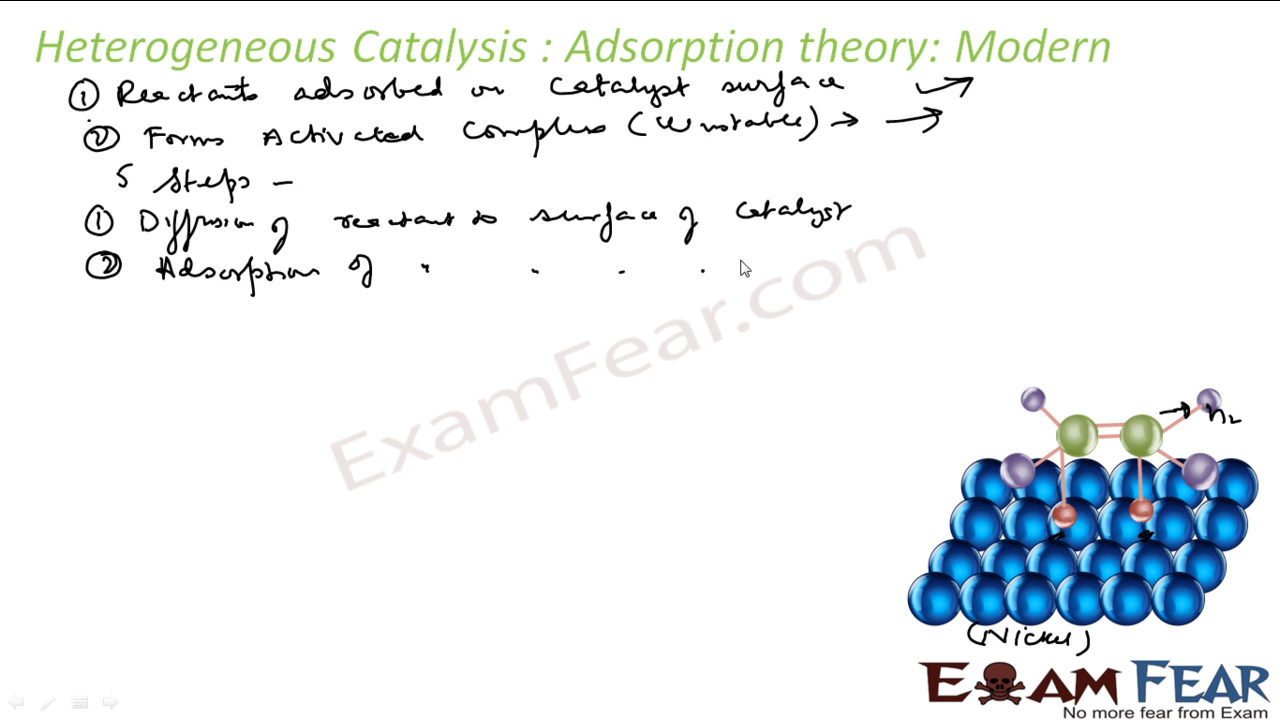 Heterogeneous Catalysis : Adsorption theory: Modern
① Reactants adsorbed on Catalyst surface
② Forms Activated Complex (Unstable) →
5 Steps –
① Diffusion of reactant to surface of Catalyst
② Adsorption of " " " "
ExamFear.com
→ H2
(Nickel)
EXAM FEAR
No more fear from Exam